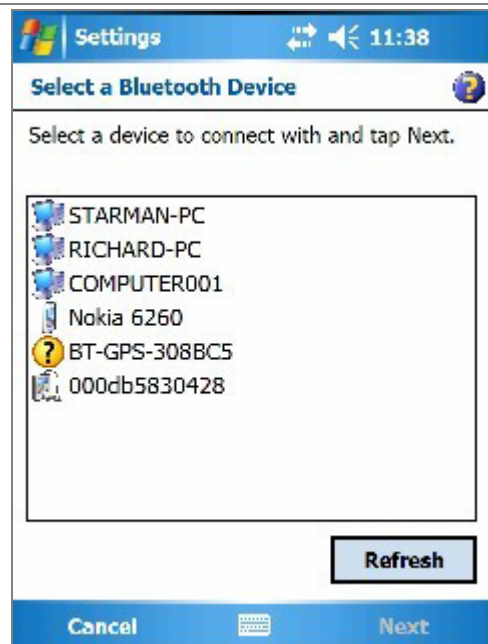 Settings 11:38
Select a Bluetooth Device ?
Select a device to connect with and tap Next.
STARMAN-PC
RICHARD-PC
COMPUTER001
Nokia 6260
? BT-GPS-308BC5
000db5830428
Refresh
Cancel Next